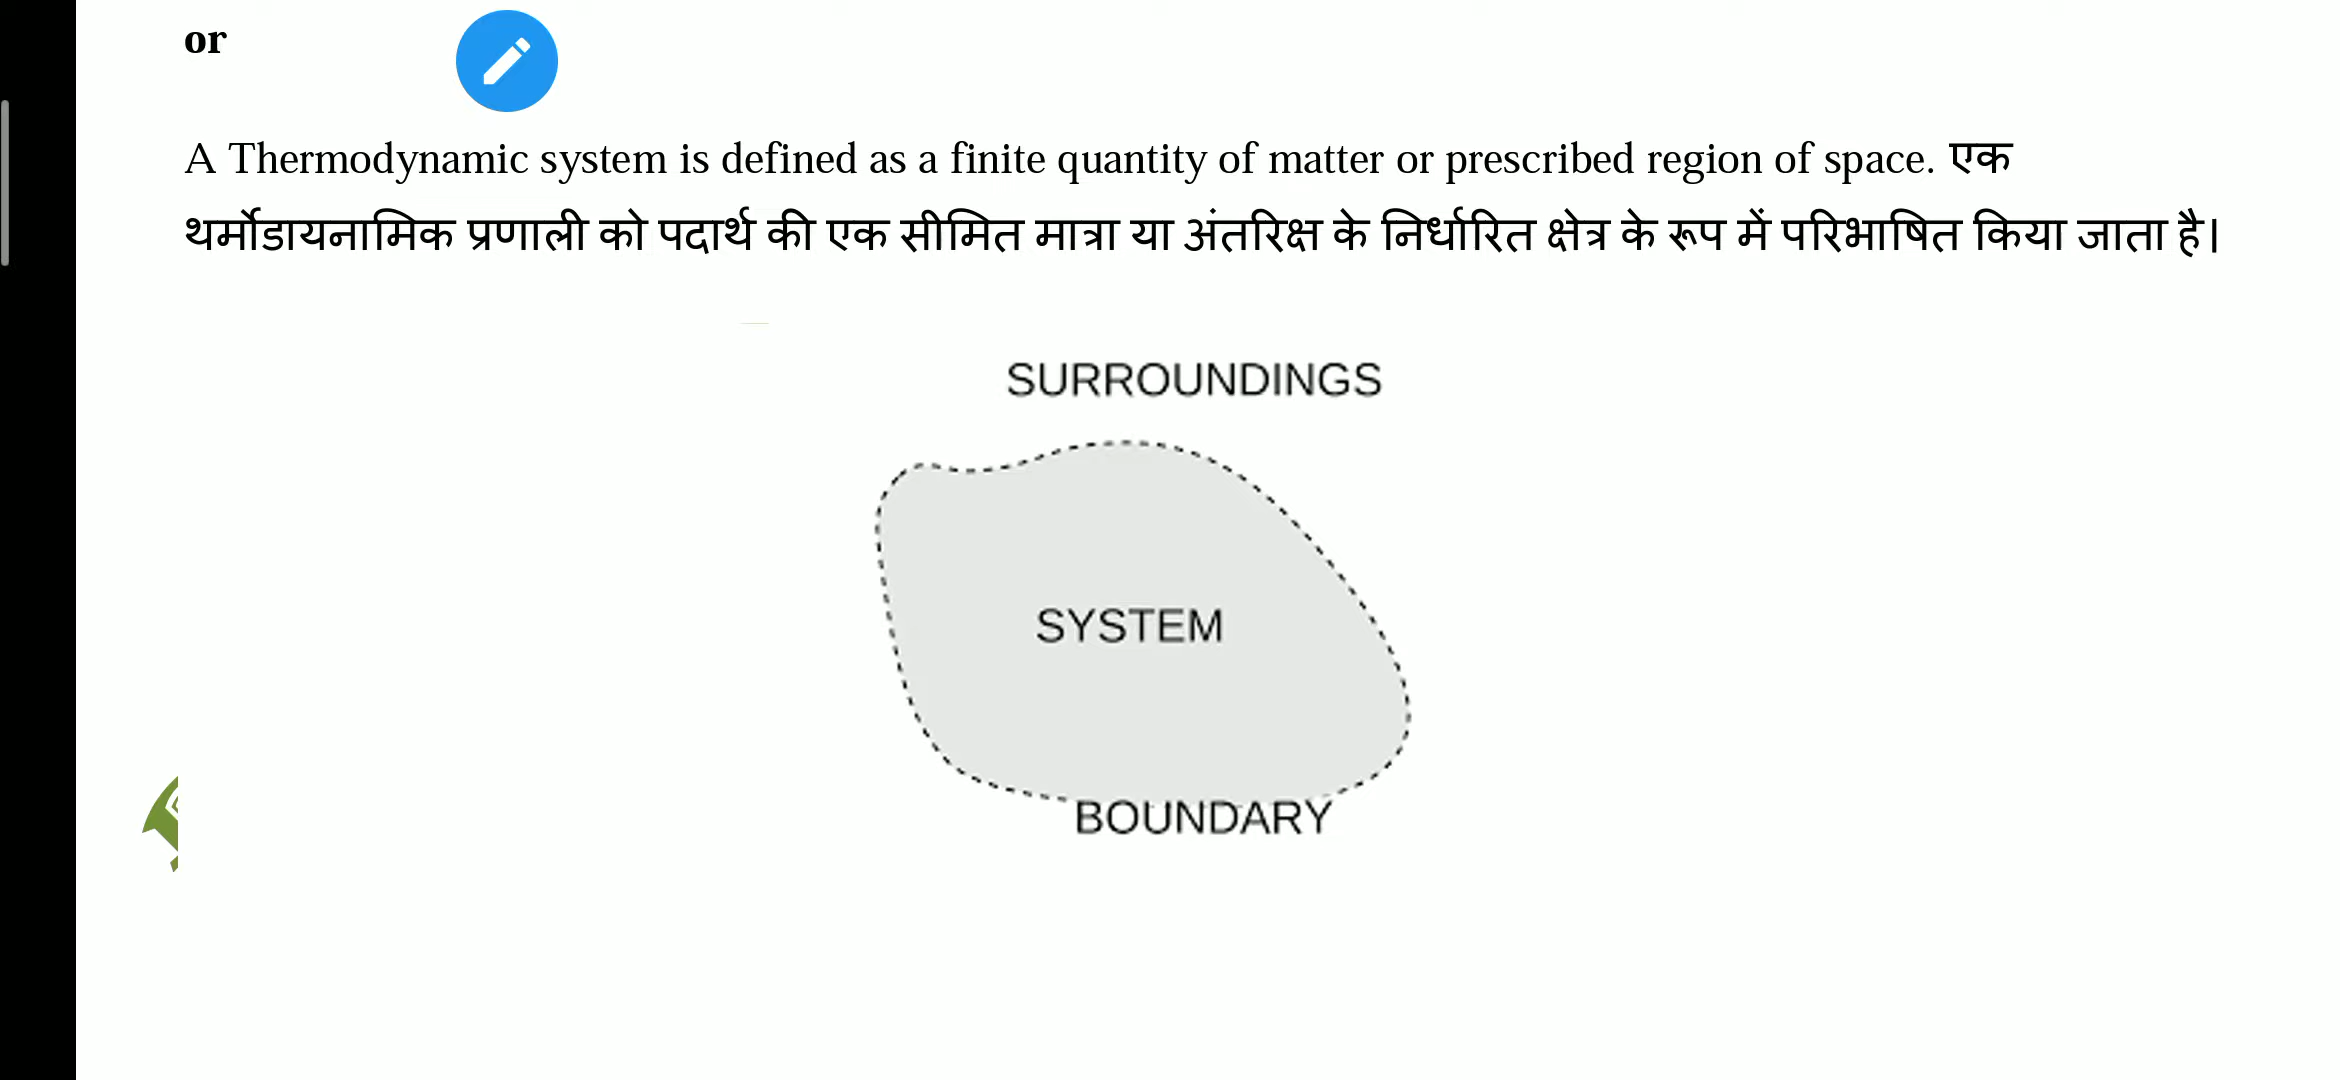 or
A Thermodynamic system is defined as a finite quantity of matter or prescribed region of space. एक
थर्मोडायनामिक प्रणाली को पदार्थ की एक सीमित मात्रा या अंतरिक्ष के निर्धारित क्षेत्र के रूप में परिभाषित किया जाता है।
SURROUNDINGS
SYSTEM
BOUNDARY